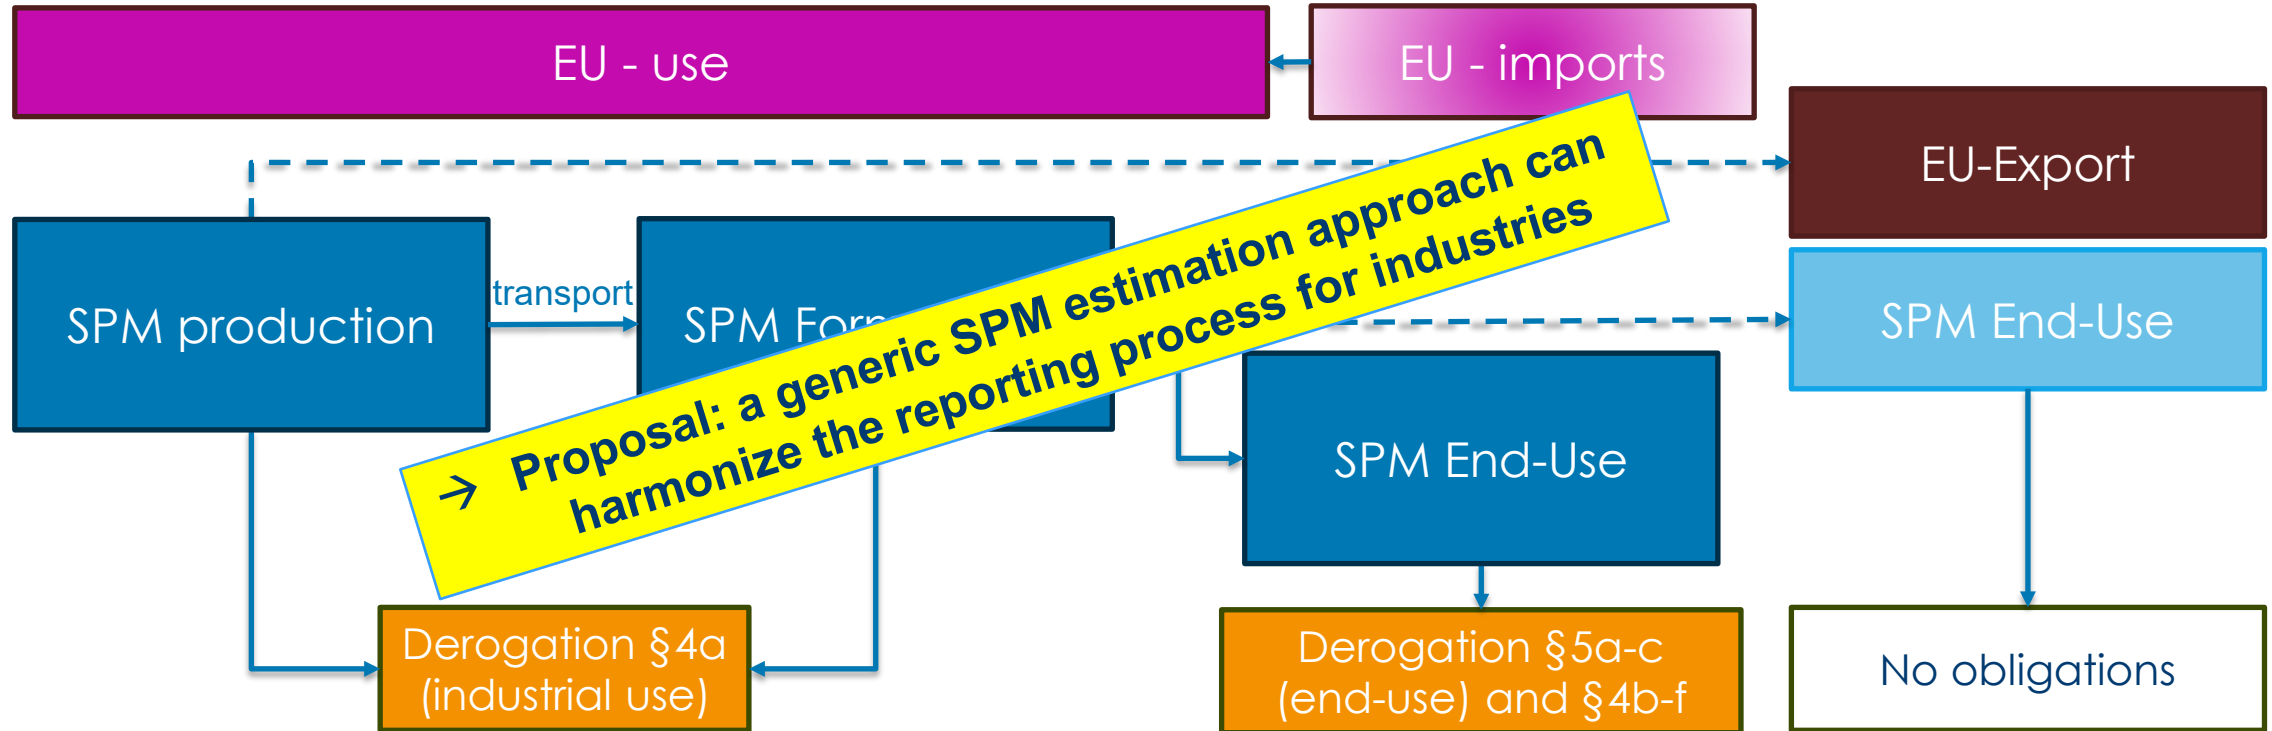 EU - use
EU - imports
EU-Export
SPM production
transport
SPM
SPM End-Use
→ Proposal: a generic SPM estimation approach can
harmonize the reporting process for industries
SPM End-Use
Derogation §4a
(industrial use)
Derogation §5a-c
(end-use) and §4b-f
No obligations